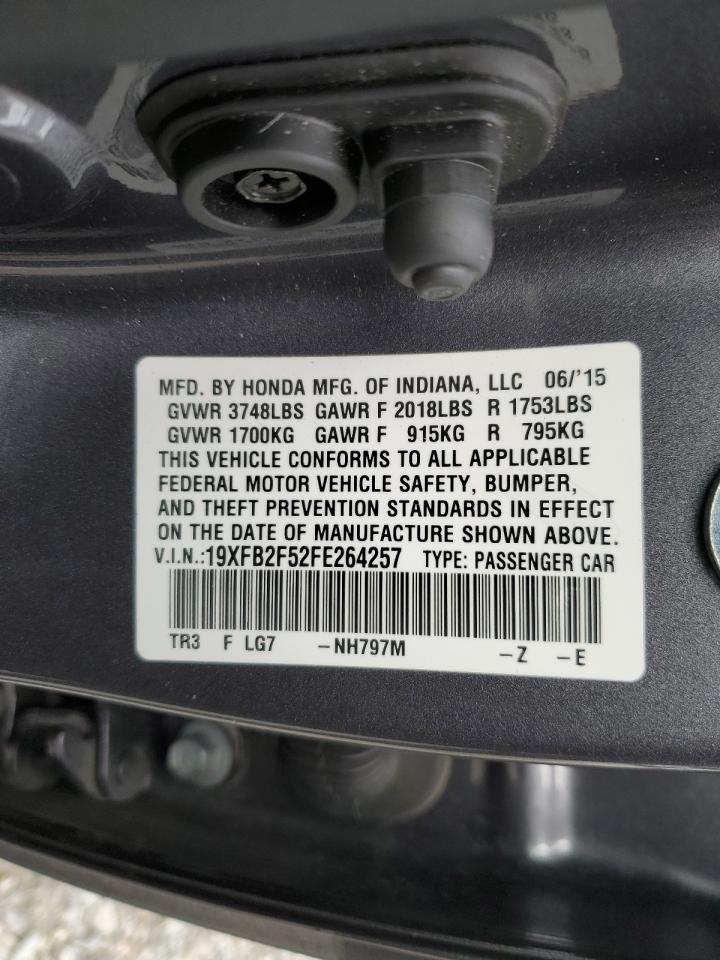 MFD. BY HONDA MFG. OF INDIANA, LLC 06/'15
GVWR 3748LBS GAWR F 2018LBS R 1753LBS
GVWR 1700KG GAWR F 915KG R 795KG
THIS VEHICLE CONFORMS TO ALL APPLICABLE
FEDERAL MOTOR VEHICLE SAFETY, BUMPER,
AND THEFT PREVENTION STANDARDS IN EFFECT
ON THE DATE OF MANUFACTURE SHOWN ABOVE.
V.I.N.:19XFB2F52FE264257 TYPE: PASSENGER CAR
TR3 F LG7 -NH797M -Z -E